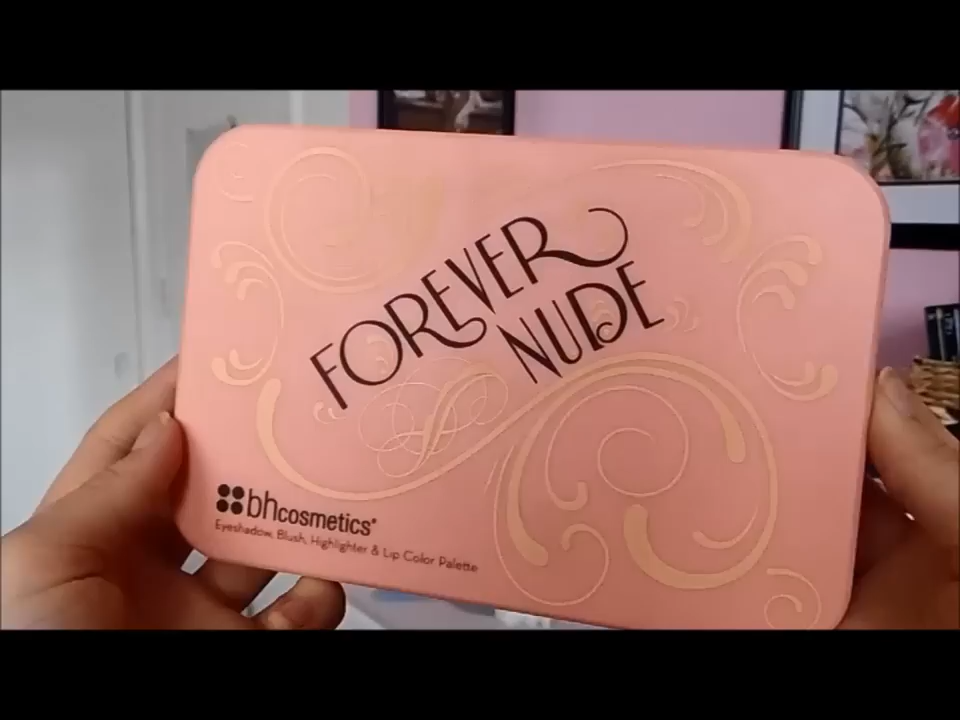 FOREVER
NUDE
bhcosmetics®
Eyeshadow, Blush, Highlighter & Lip Color Palette